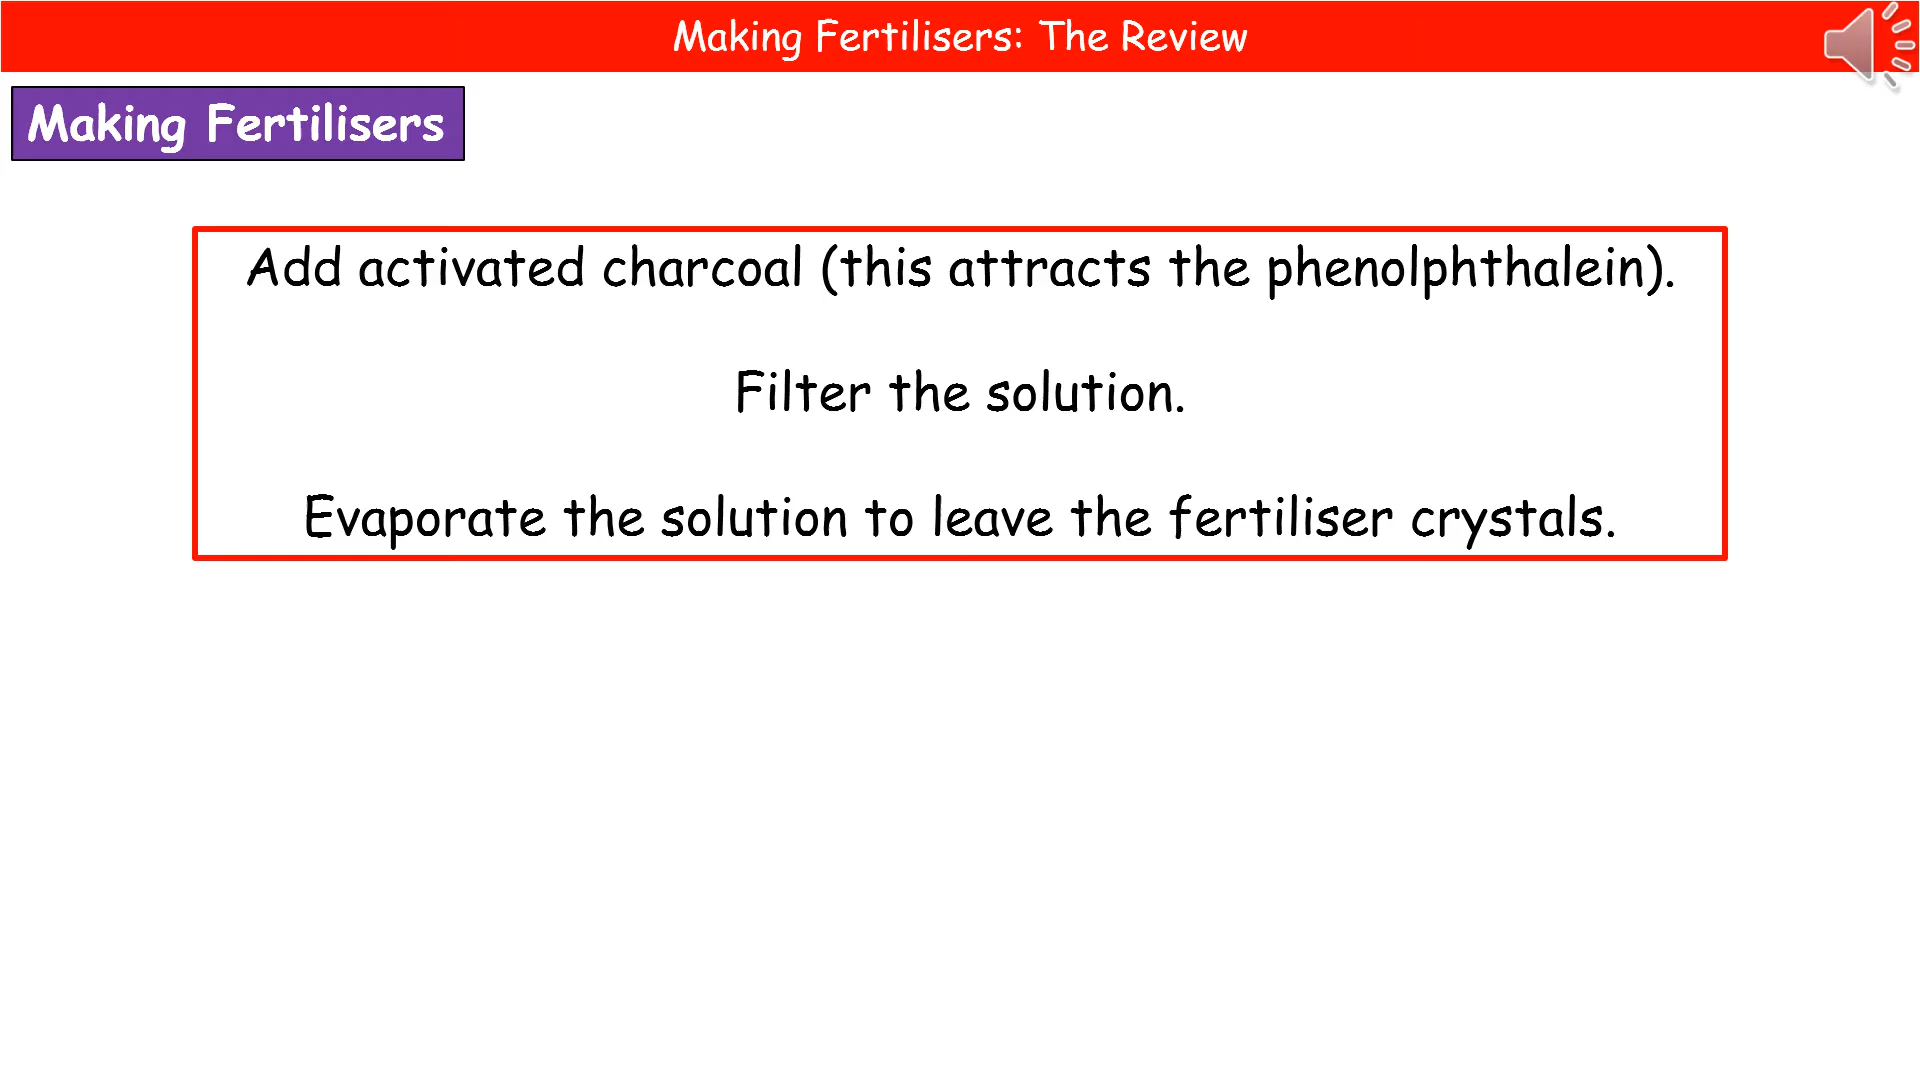 Making Fertilisers: The Review
Making Fertilisers
Add activated charcoal (this attracts the phenolphthalein).
Filter the solution.
Evaporate the solution to leave the fertiliser crystals.